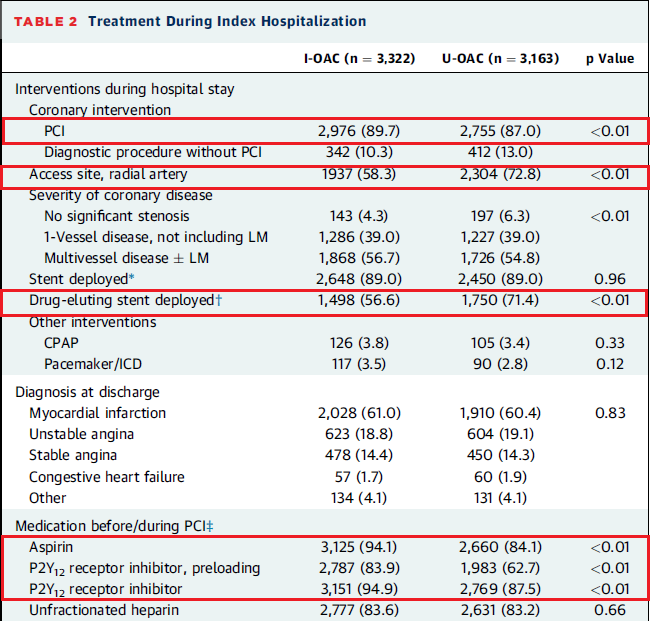 TABLE 2 Treatment During Index Hospitalization
I-OAC (n = 3,322) U-OAC (n = 3,163) p Value
Interventions during hospital stay
Coronary intervention
PCI 2,976 (89.7) 2,755 (87.0) <0.01
Diagnostic procedure without PCI 342 (10.3) 412 (13.0)
Access site, radial artery 1937 (58.3) 2,304 (72.8) <0.01
Severity of coronary disease
No significant stenosis 143 (4.3) 197 (6.3) <0.01
1-Vessel disease, not including LM 1,286 (39.0) 1,227 (39.0)
Multivessel disease ± LM 1,868 (56.7) 1,726 (54.8)
Stent deployed* 2,648 (89.0) 2,450 (89.0) 0.96
Drug-eluting stent deployed† 1,498 (56.6) 1,750 (71.4) <0.01
Other interventions
CPAP 126 (3.8) 105 (3.4) 0.33
Pacemaker/ICD 117 (3.5) 90 (2.8) 0.12
Diagnosis at discharge
Myocardial infarction 2,028 (61.0) 1,910 (60.4) 0.83
Unstable angina 623 (18.8) 604 (19.1)
Stable angina 478 (14.4) 450 (14.3)
Congestive heart failure 57 (1.7) 60 (1.9)
Other 134 (4.1) 131 (4.1)
Medication before/during PCI‡
Aspirin 3,125 (94.1) 2,660 (84.1) <0.01
P2Y₁₂ receptor inhibitor, preloading 2,787 (83.9) 1,983 (62.7) <0.01
P2Y₁₂ receptor inhibitor 3,151 (94.9) 2,769 (87.5) <0.01
Unfractionated heparin 2,777 (83.6) 2,631 (83.2) 0.66